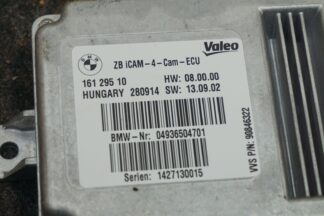 Valeo
ZB iCAM-4-Cam-ECU
161 295 10 HW: 08.00.00
HUNGARY 280914 SW: 13.09.02
BMW-Nr: 04936504701
Serien: 1427130015
VVS P/N: 90846322